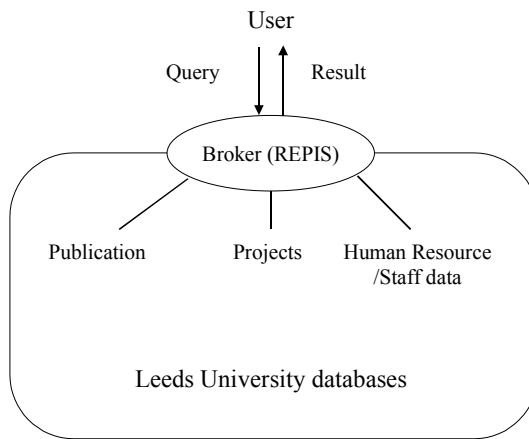 User
Query
Result
Broker (REPIS)
Publication
Projects
Human Resource
/Staff data
Leeds University databases